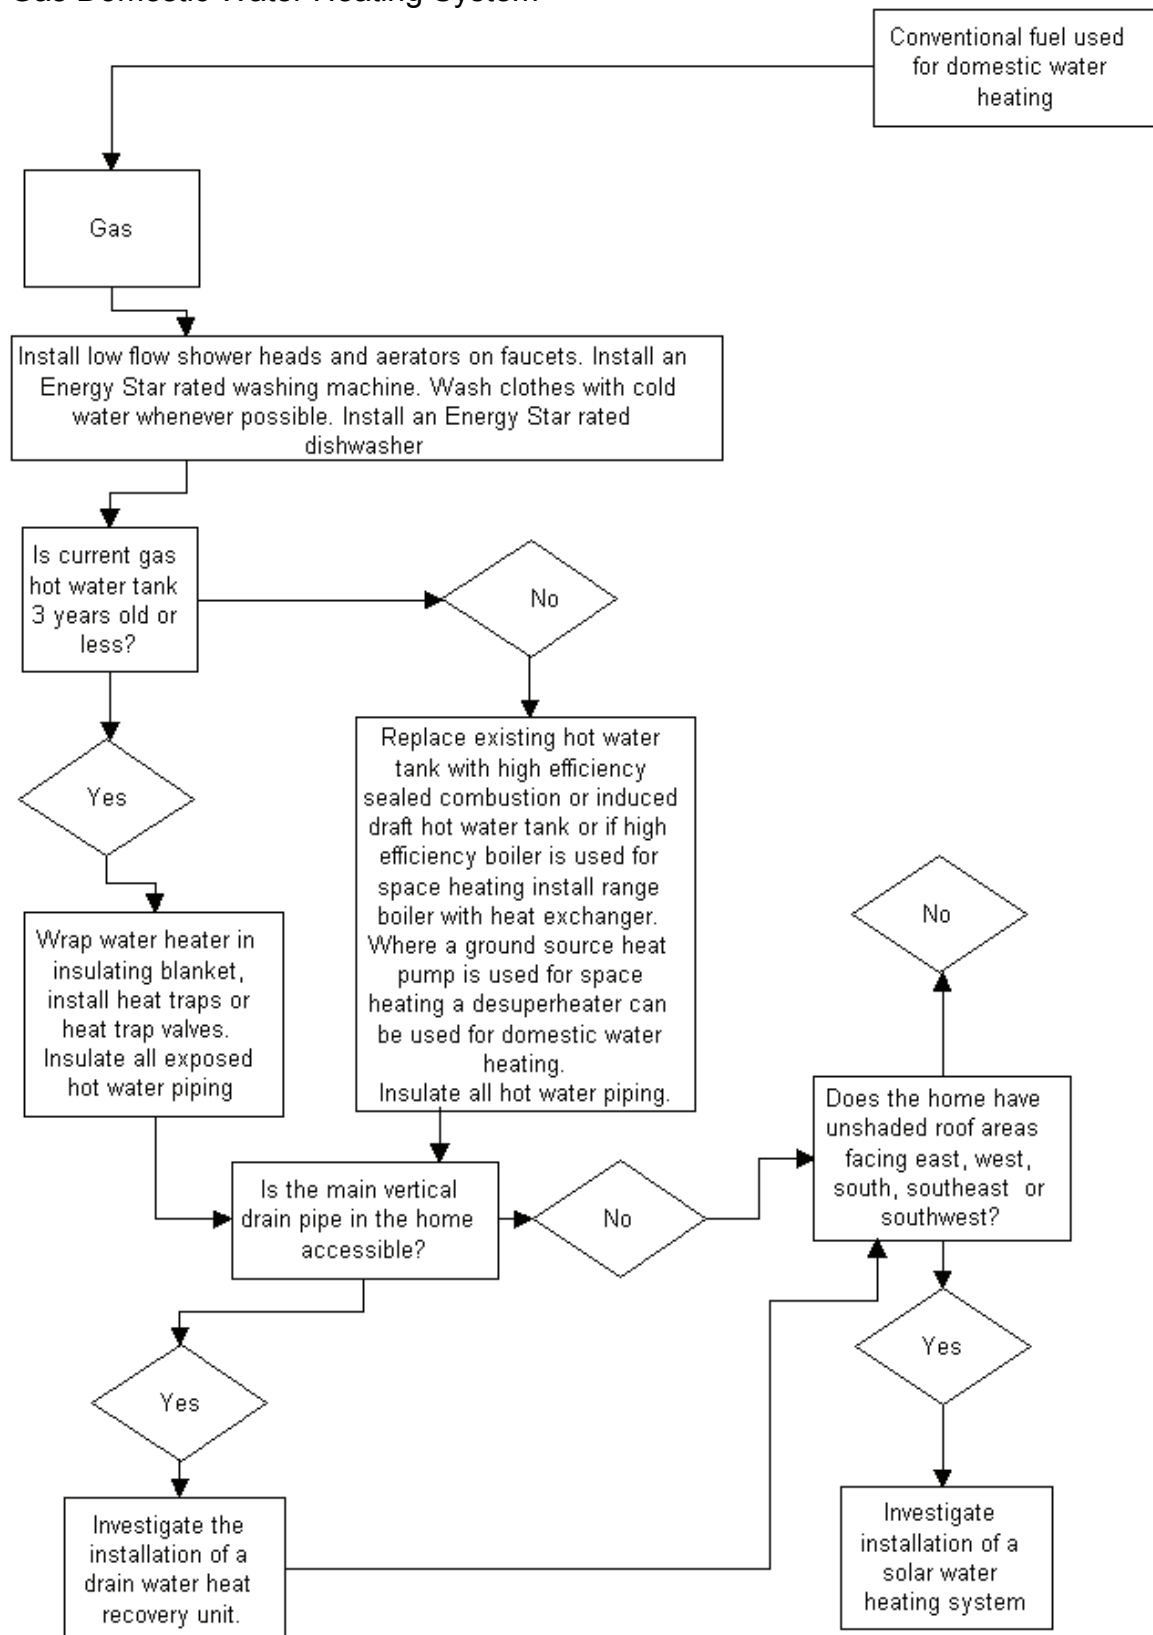 Gas Domestic Water Heating System
Conventional fuel used
for domestic water
heating
Gas
Install low flow shower heads and aerators on faucets. Install an
Energy Star rated washing machine. Wash clothes with cold
water whenever possible. Install an Energy Star rated
dishwasher
Is current gas
hot water tank
3 years old or
less?
No
Yes
Replace existing hot water
tank with high efficiency
sealed combustion or induced
draft hot water tank or if high
efficiency boiler is used for
space heating install range
boiler with heat exchanger.
Where a ground source heat
pump is used for space
heating a desuperheater can
be used for domestic water
heating.
Insulate all hot water piping.
Wrap water heater in
insulating blanket,
install heat traps or
heat trap valves.
Insulate all exposed
hot water piping
No
Does the home have
unshaded roof areas
facing east, west,
south, southeast or
southwest?
Is the main vertical
drain pipe in the home
accessible?
No
Yes
Yes
Investigate the
installation of a
drain water heat
recovery unit.
Investigate
installation of a
solar water
heating system